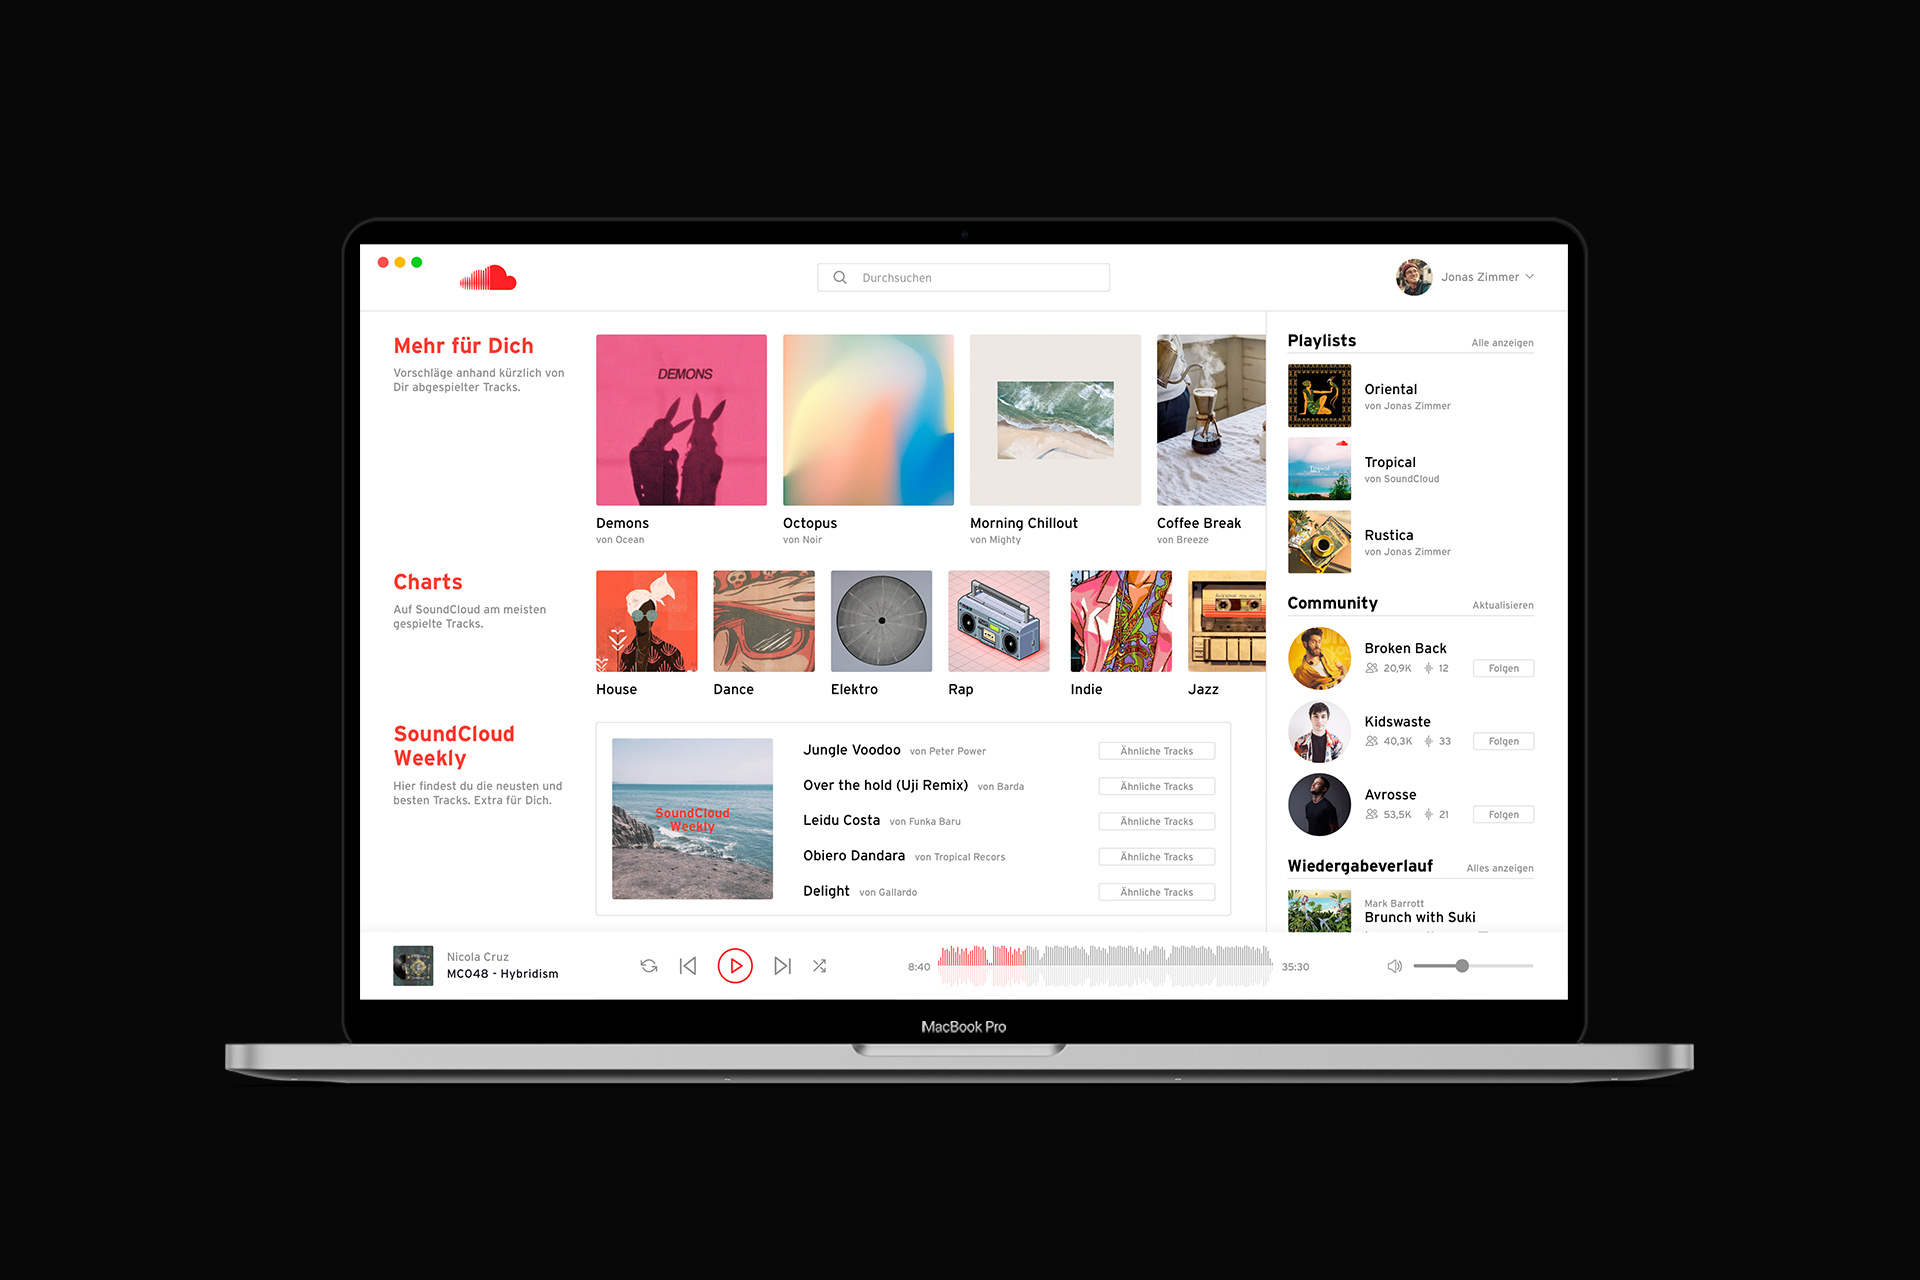 Durchsuchen
Jonas Zimmer
Mehr für Dich
Vorschläge anhand kürzlich von
Dir abgespielter Tracks.
DEMONS
Demons
von Ocean
Octopus
von Noir
Morning Chillout
von Mighty
Coffee Break
von Breeze
Charts
Auf SoundCloud am meisten
gespielte Tracks.
House
Dance
Elektro
Rap
Indie
Jazz
SoundCloud
Weekly
Hier findest du die neusten und
besten Tracks. Extra für Dich.
SoundCloud
Weekly
Jungle Voodoo von Peter Power
Ähnliche Tracks
Over the hold (Uji Remix) von Barda
Ähnliche Tracks
Leidu Costa von Funka Baru
Ähnliche Tracks
Obiero Dandara von Tropical Recors
Ähnliche Tracks
Delight von Gallardo
Ähnliche Tracks
Playlists
Alle anzeigen
Oriental
von Jonas Zimmer
Tropical
Tropical
von SoundCloud
Rustica
von Jonas Zimmer
Community
Aktualisieren
Broken Back
20,9K 12
Folgen
Kidswaste
40,3K 33
Folgen
Avrosse
53,5K 21
Folgen
Wiedergabeverlauf
Alles anzeigen
Mark Barrott
Brunch with Suki
Nicola Cruz
MC048 - Hybridism
8:40
35:30
MacBook Pro